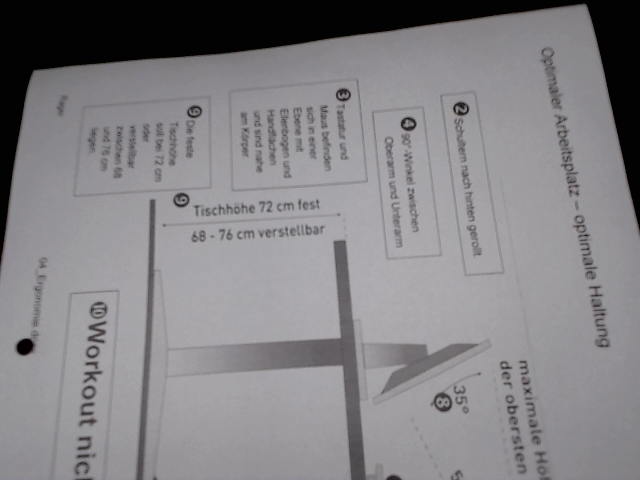 Optimaler Arbeitsplatz – optimale Haltung
2 Schultern nach hinten gerollt
4 90°-Winkel zwischen
Oberarm und Unterarm
3 Tastatur und
Maus befinden
sich in einer
Ebene mit
Ellenbogen und
Handflächen
und sind nahe
am Körper
9 Die feste
Tischhöhe
soll bei 72 cm
oder
verstellbar
zwischen 68
und 76 cm
liegen.
9
Tischhöhe 72 cm fest
68 - 76 cm verstellbar
maximale Hö
der obersten
35°
8
10 Workout nic
04_Ergonomie